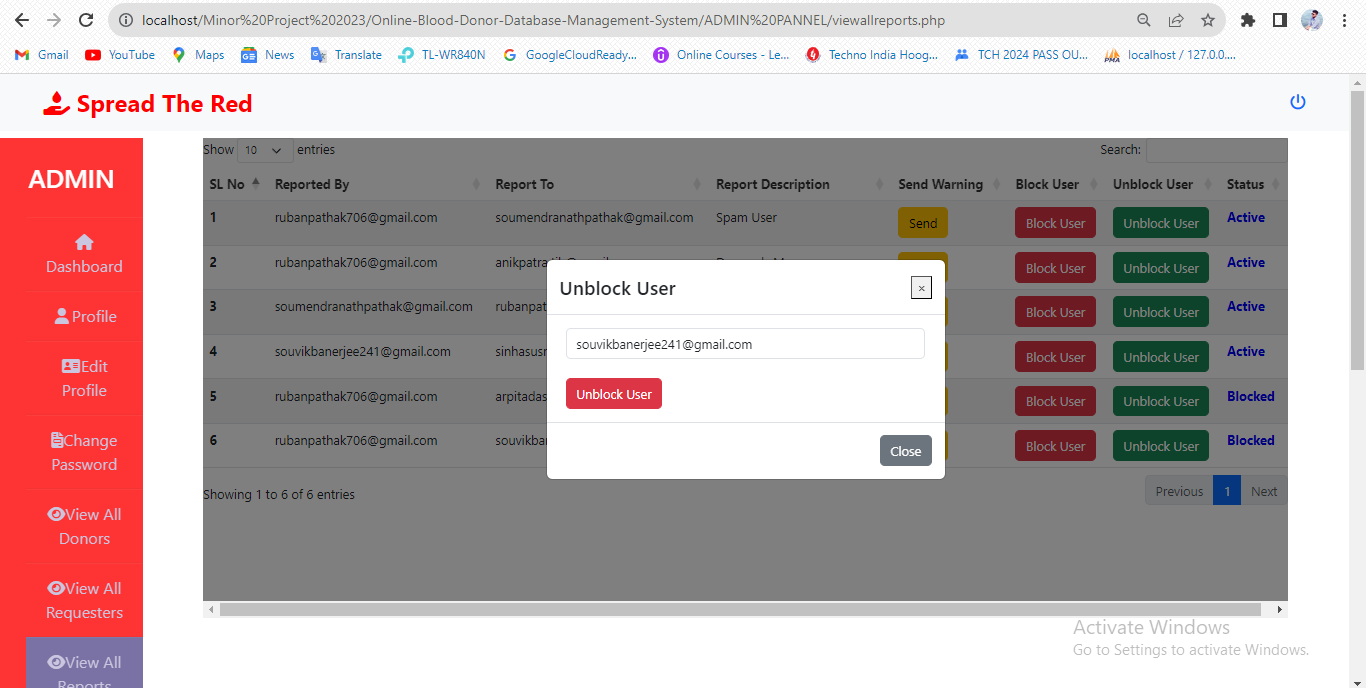 localhost/Minor%20Project%202023/Online-Blood-Donor-Database-Management-System/ADMIN%20PANNEL/viewallreports.php
Gmail YouTube Maps News Translate TL-WR840N GoogleCloudReady... Online Courses - Le... Techno India Hoog... TCH 2024 PASS OU... localhost / 127.0.0....
Spread The Red
ADMIN
Dashboard
Profile
Edit
Profile
Change
Password
View All
Donors
View All
Requesters
View All
Reports
Show 10 entries Search:
SL No Reported By Report To Report Description Send Warning Block User Unblock User Status
1 rubanpathak706@gmail.com soumendranathpathak@gmail.com Spam User Send Block User Unblock User Active
2 rubanpathak706@gmail.com Block User Unblock User Active
3 soumendranathpathak@gmail.com rubanpat Block User Unblock User Active
4 souvikbanerjee241@gmail.com sinhasusr Block User Unblock User Active
5 rubanpathak706@gmail.com arpitadas Block User Unblock User Blocked
6 rubanpathak706@gmail.com souvikba Block User Unblock User Blocked
Showing 1 to 6 of 6 entries Previous 1 Next
Unblock User ×
souvikbanerjee241@gmail.com
Unblock User
Close
Activate Windows
Go to Settings to activate Windows.